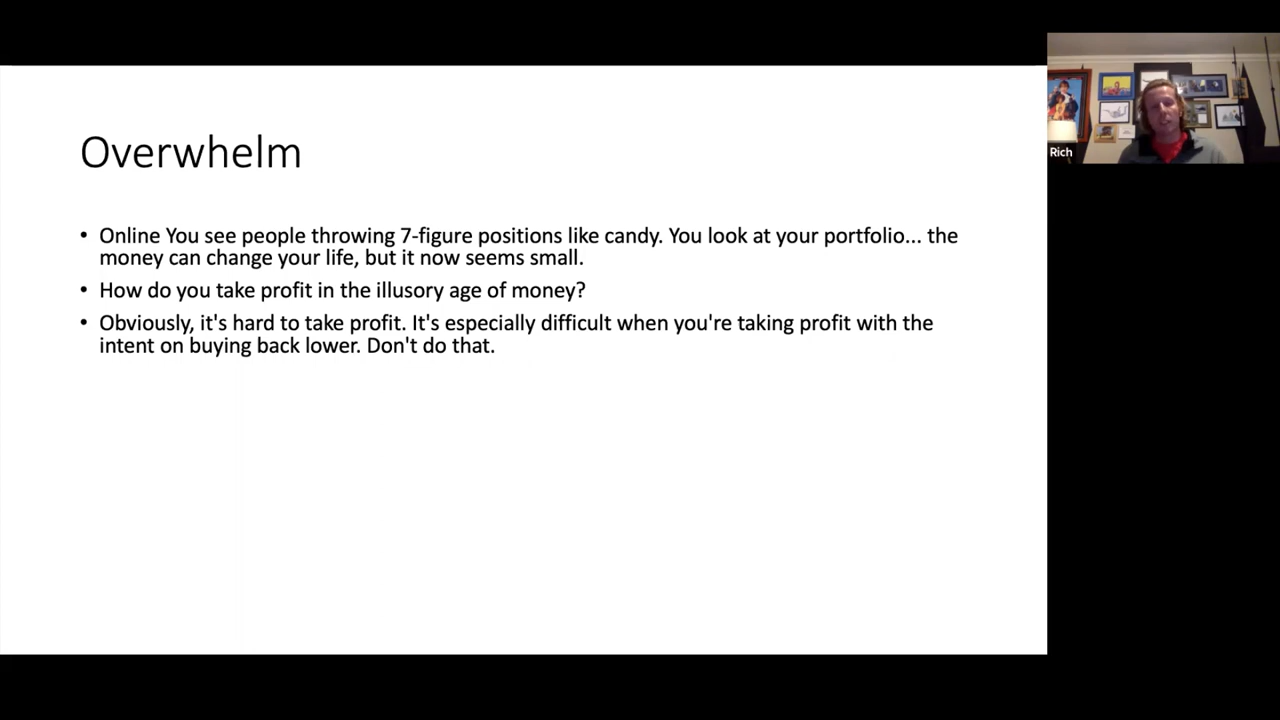 Overwhelm
• Online You see people throwing 7-figure positions like candy. You look at your portfolio... the
money can change your life, but it now seems small.
• How do you take profit in the illusory age of money?
• Obviously, it's hard to take profit. It's especially difficult when you're taking profit with the
intent on buying back lower. Don't do that.
Rich